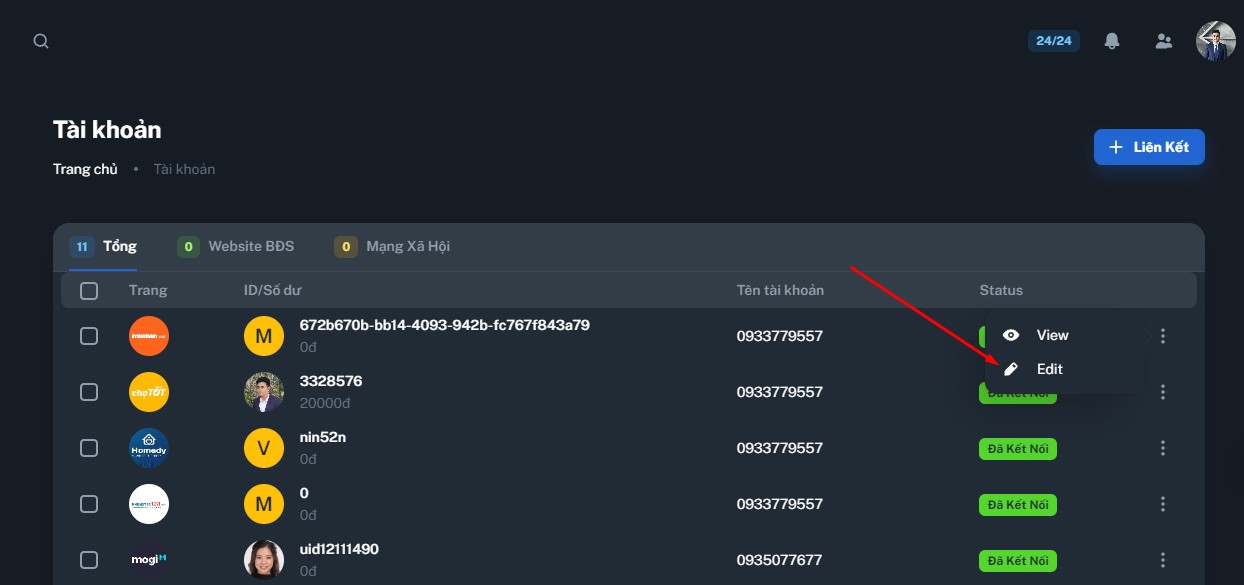 24/24
Tài khoản
Liên Kết
Trang chủ • Tài khoản
11 Tổng 0 Website BĐS 0 Mạng Xã Hội
Trang ID/Số dư Tên tài khoản Status
M 672b670b-bb14-4093-942b-fc767f843a79 0933779557
0đ
View
Edit
chợTỐT 3328576 0933779557 Đã Kết Nối
20000đ
Homedy V nin52n 0933779557 Đã Kết Nối
0đ
M 0 0933779557 Đã Kết Nối
0đ
mogi uid12111490 0935077677 Đã Kết Nối
0đ